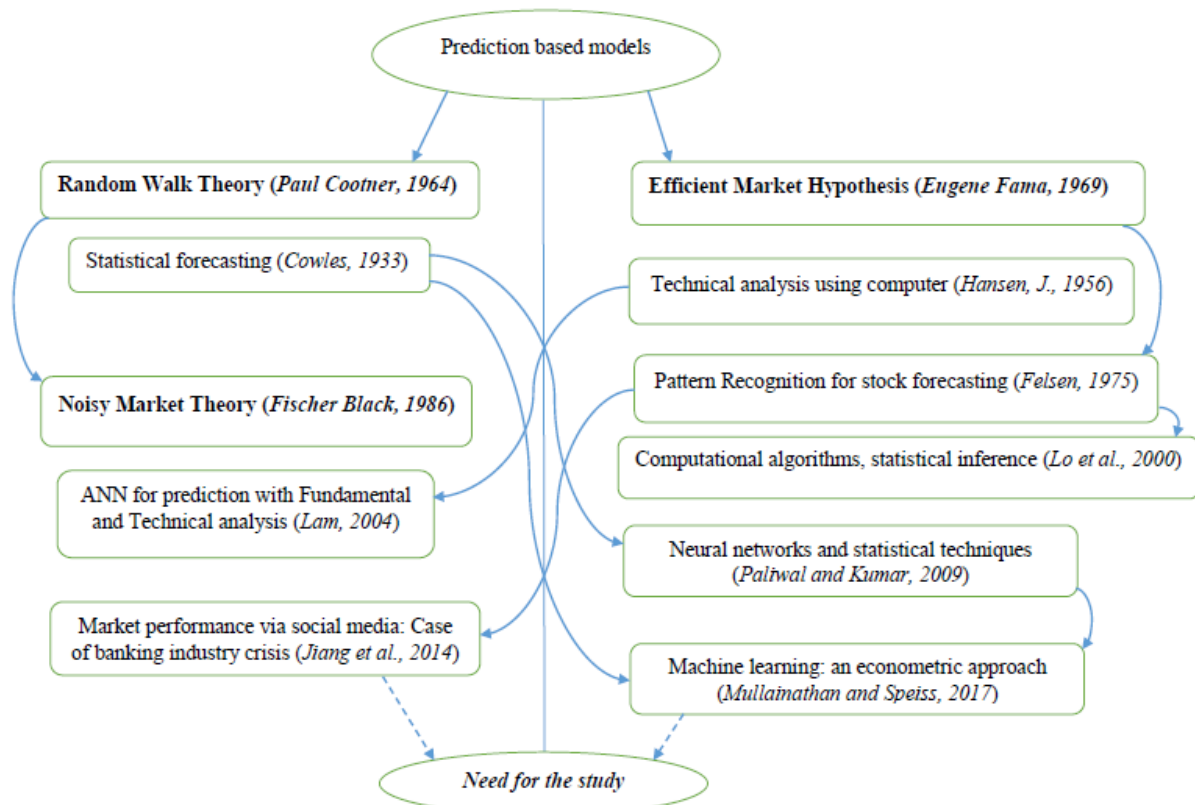 Prediction based models
Random Walk Theory (Paul Cootner, 1964)
Efficient Market Hypothesis (Eugene Fama, 1969)
Statistical forecasting (Cowles, 1933)
Technical analysis using computer (Hansen, J., 1956)
Pattern Recognition for stock forecasting (Felsen, 1975)
Noisy Market Theory (Fischer Black, 1986)
Computational algorithms, statistical inference (Lo et al., 2000)
ANN for prediction with Fundamental
and Technical analysis (Lam, 2004)
Neural networks and statistical techniques
(Paliwal and Kumar, 2009)
Market performance via social media: Case
of banking industry crisis (Jiang et al., 2014)
Machine learning: an econometric approach
(Mullainathan and Speiss, 2017)
Need for the study